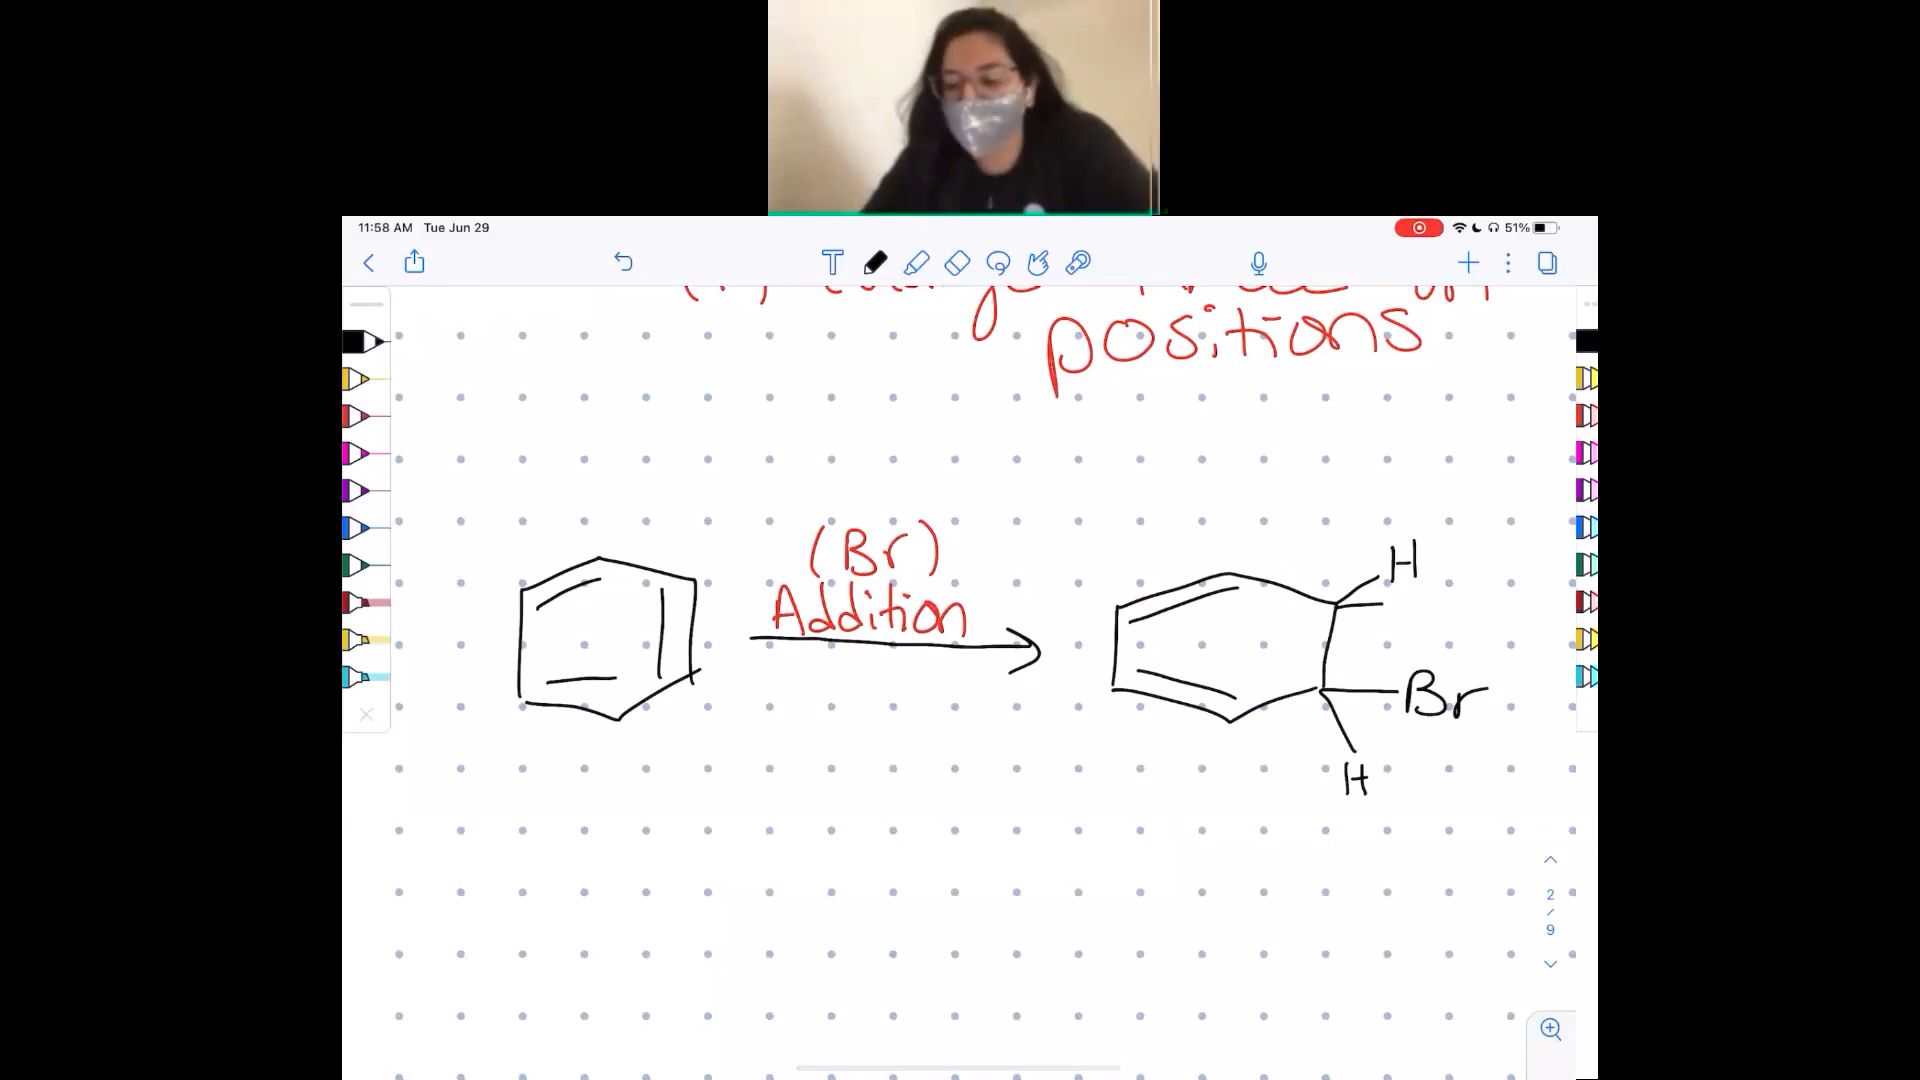 11:58 AM Tue Jun 29
51%
T
positions
(Br)
Addition
H
Br
H
2
/
9